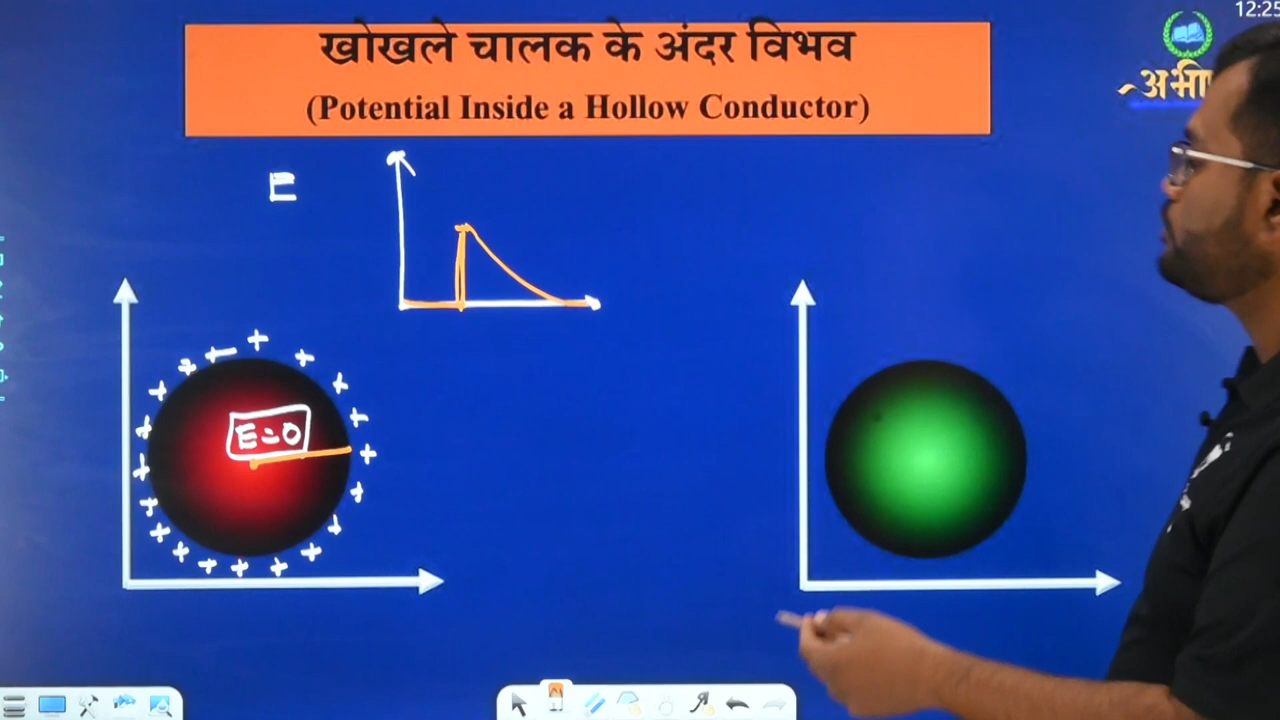 12:25
खोखले चालक के अंदर विभव
(Potential Inside a Hollow Conductor)
E
E=0